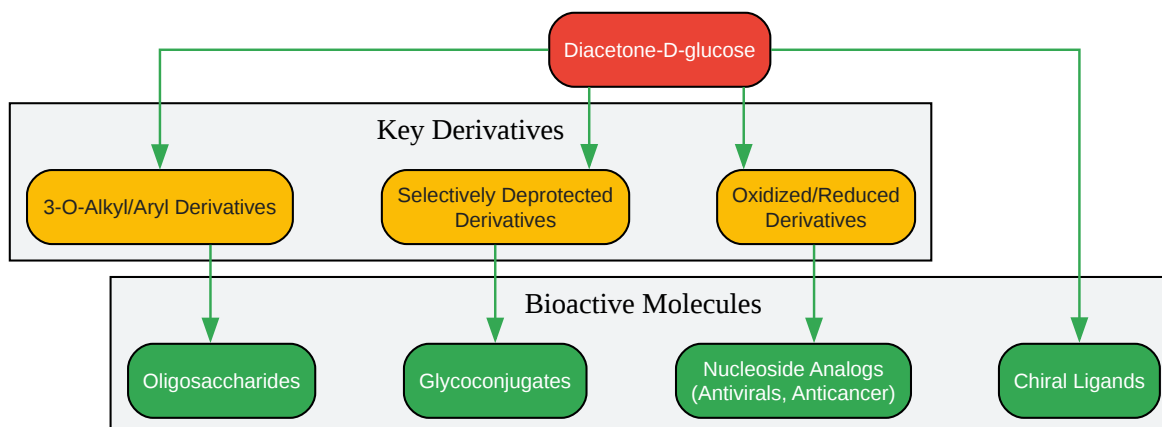 Diacetone-D-glucose
Key Derivatives
3-O-Alkyl/Aryl Derivatives
Selectively Deprotected
Derivatives
Oxidized/Reduced
Derivatives
Bioactive Molecules
Oligosaccharides
Glycoconjugates
Nucleoside Analogs
(Antivirals, Anticancer)
Chiral Ligands